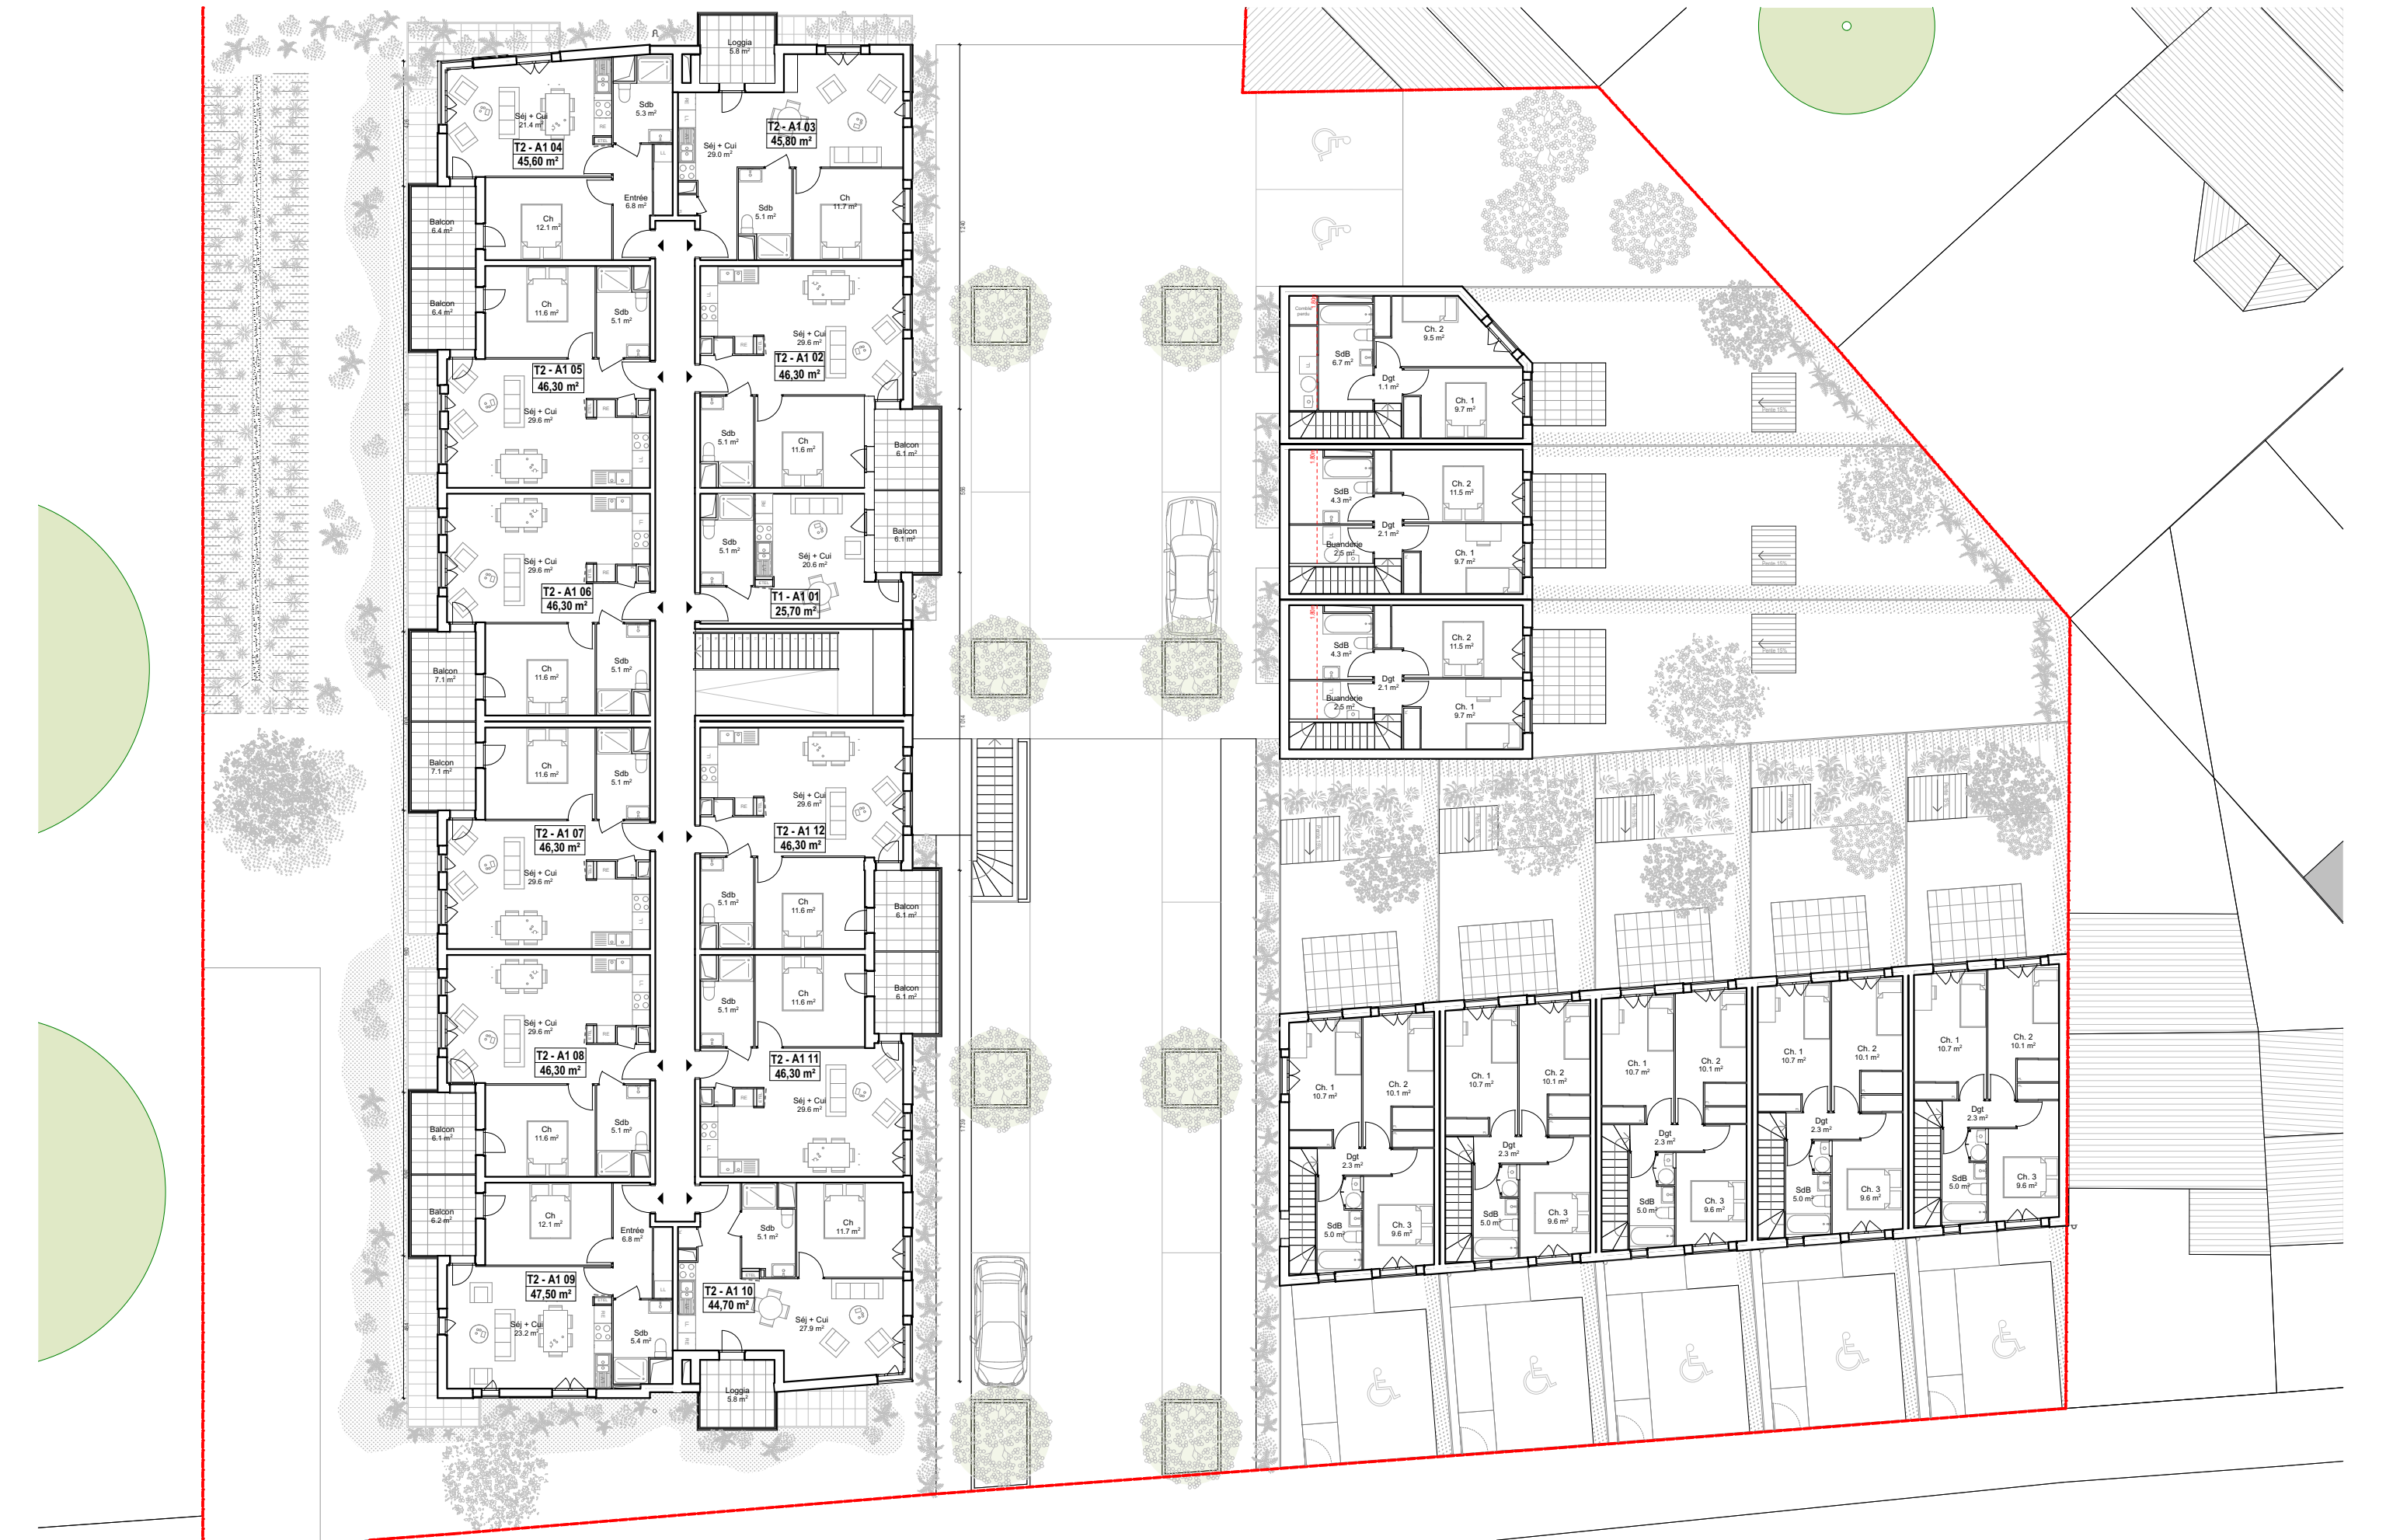 Loggia
5.8 m²
Séj + Cui
21.4 m²
T2 - A1 04
45,60 m²
Sdb
5.3 m²
Entrée
6.8 m²
Ch
12.1 m²
Balcon
6.4 m²
T2 - A1 03
45,80 m²
Séj + Cui
29.0 m²
Sdb
5.1 m²
Ch
11.7 m²
Balcon
6.4 m²
Ch
11.6 m²
Sdb
5.1 m²
T2 - A1 05
46,30 m²
Séj + Cui
29.6 m²
Séj + Cui
29.6 m²
T2 - A1 02
46,30 m²
Sdb
5.1 m²
Ch
11.6 m²
Balcon
6.1 m²
Séj + Cui
29.6 m²
T2 - A1 06
46,30 m²
Sdb
5.1 m²
Séj + Cui
20.6 m²
T1 - A1 01
25,70 m²
Balcon
6.1 m²
Balcon
7.1 m²
Ch
11.6 m²
Sdb
5.1 m²
Balcon
7.1 m²
Ch
11.6 m²
Sdb
5.1 m²
T2 - A1 07
46,30 m²
Séj + Cui
29.6 m²
Séj + Cui
29.6 m²
T2 - A1 12
46,30 m²
Sdb
5.1 m²
Ch
11.6 m²
Balcon
6.1 m²
Séj + Cui
29.6 m²
T2 - A1 08
46,30 m²
Sdb
5.1 m²
Ch
11.6 m²
Balcon
6.1 m²
T2 - A1 11
46,30 m²
Séj + Cui
29.6 m²
Balcon
6.1 m²
Ch
11.6 m²
Sdb
5.1 m²
Balcon
6.2 m²
Ch
12.1 m²
Entrée
6.8 m²
T2 - A1 09
47,50 m²
Séj + Cui
23.2 m²
Sdb
5.4 m²
Sdb
5.1 m²
Ch
11.7 m²
T2 - A1 10
44,70 m²
Séj + Cui
27.9 m²
Loggia
5.8 m²
Ch. 2
9.5 m²
SdB
6.7 m²
Dgt
1.1 m²
Ch. 1
9.7 m²
Pente 15%
SdB
4.3 m²
Ch. 2
11.5 m²
Dgt
2.1 m²
Buanderie
2.5 m²
Ch. 1
9.7 m²
Pente 15%
SdB
4.3 m²
Ch. 2
11.5 m²
Dgt
2.1 m²
Buanderie
2.5 m²
Ch. 1
9.7 m²
Pente 15%
Ch. 1
10.7 m²
Ch. 2
10.1 m²
Dgt
2.3 m²
SdB
5.0 m²
Ch. 3
9.6 m²
Ch. 1
10.7 m²
Ch. 2
10.1 m²
Dgt
2.3 m²
SdB
5.0 m²
Ch. 3
9.6 m²
Ch. 1
10.7 m²
Ch. 2
10.1 m²
Dgt
2.3 m²
SdB
5.0 m²
Ch. 3
9.6 m²
Ch. 1
10.7 m²
Ch. 2
10.1 m²
Dgt
2.3 m²
SdB
5.0 m²
Ch. 3
9.6 m²
Ch. 1
10.7 m²
Ch. 2
10.1 m²
Dgt
2.3 m²
SdB
5.0 m²
Ch. 3
9.6 m²